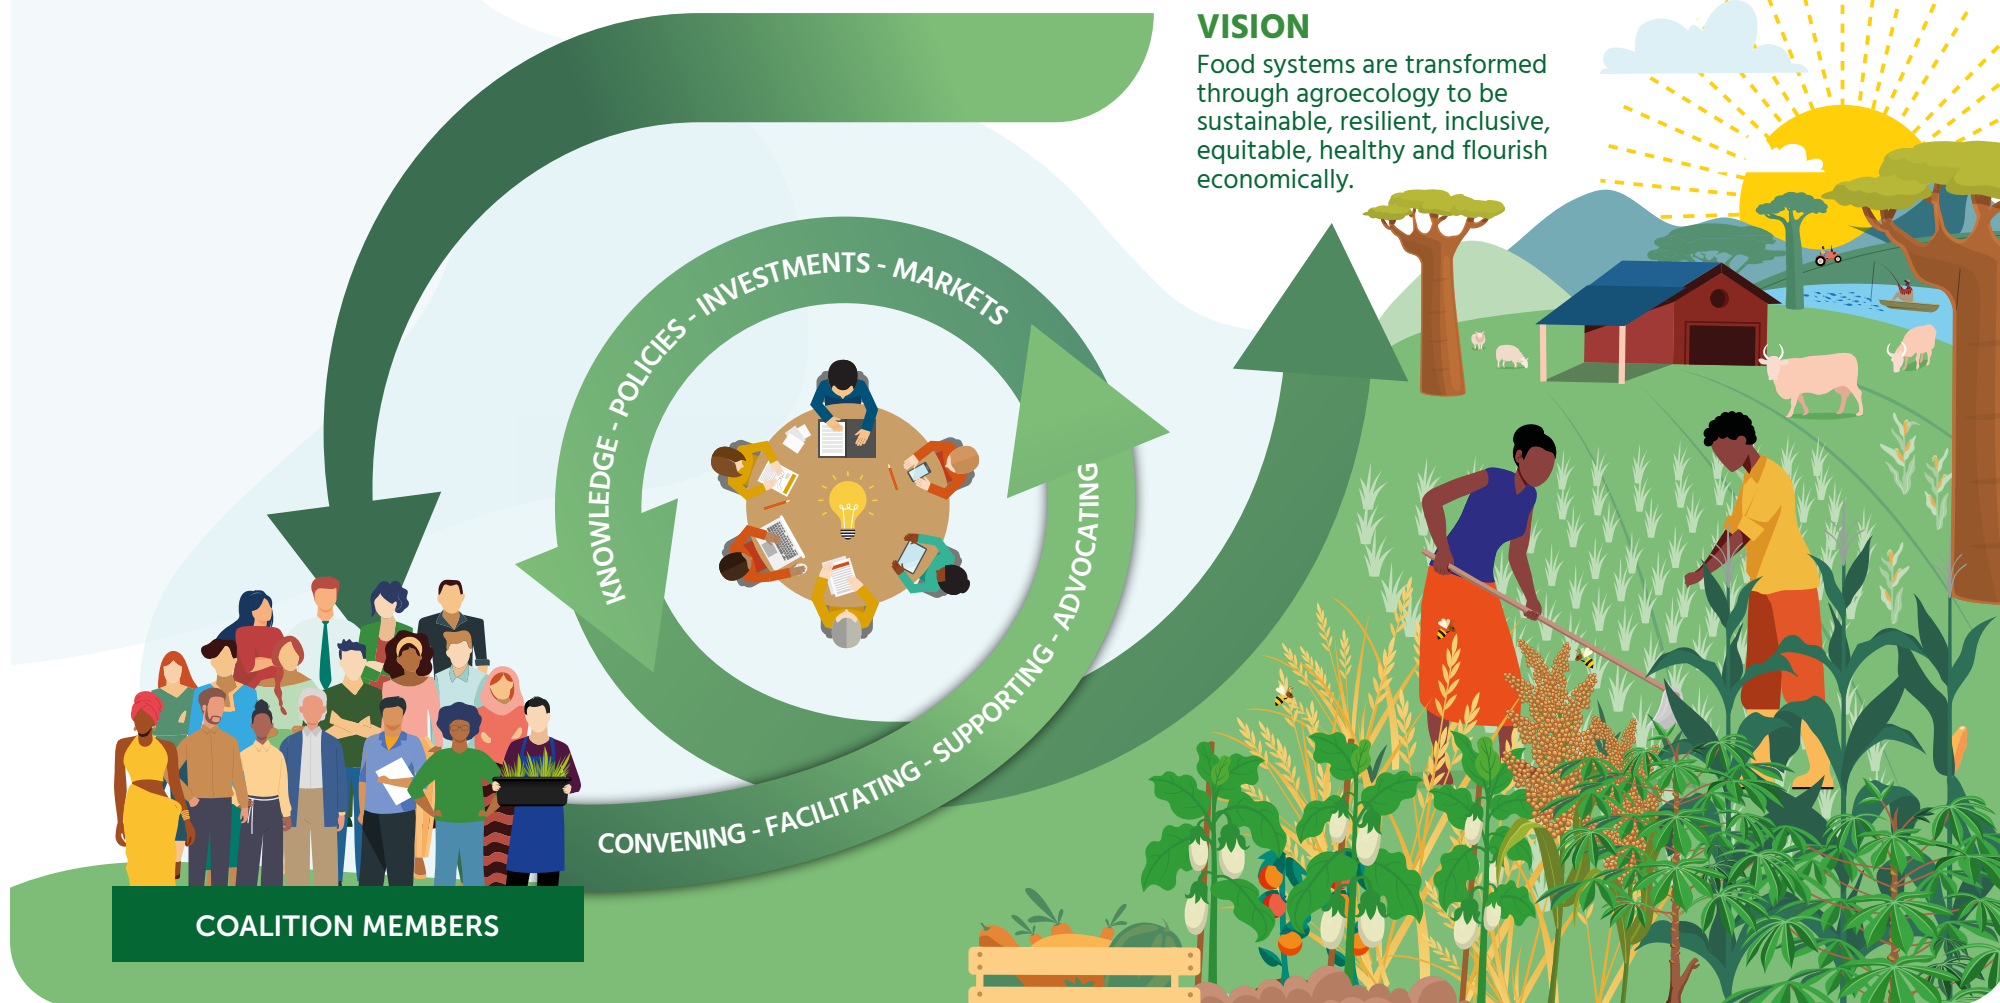 VISION
Food systems are transformed
through agroecology to be
sustainable, resilient, inclusive,
equitable, healthy and flourish
economically.
KNOWLEDGE - POLICIES - INVESTMENTS - MARKETS
CONVENING - FACILITATING - SUPPORTING - ADVOCATING
COALITION MEMBERS